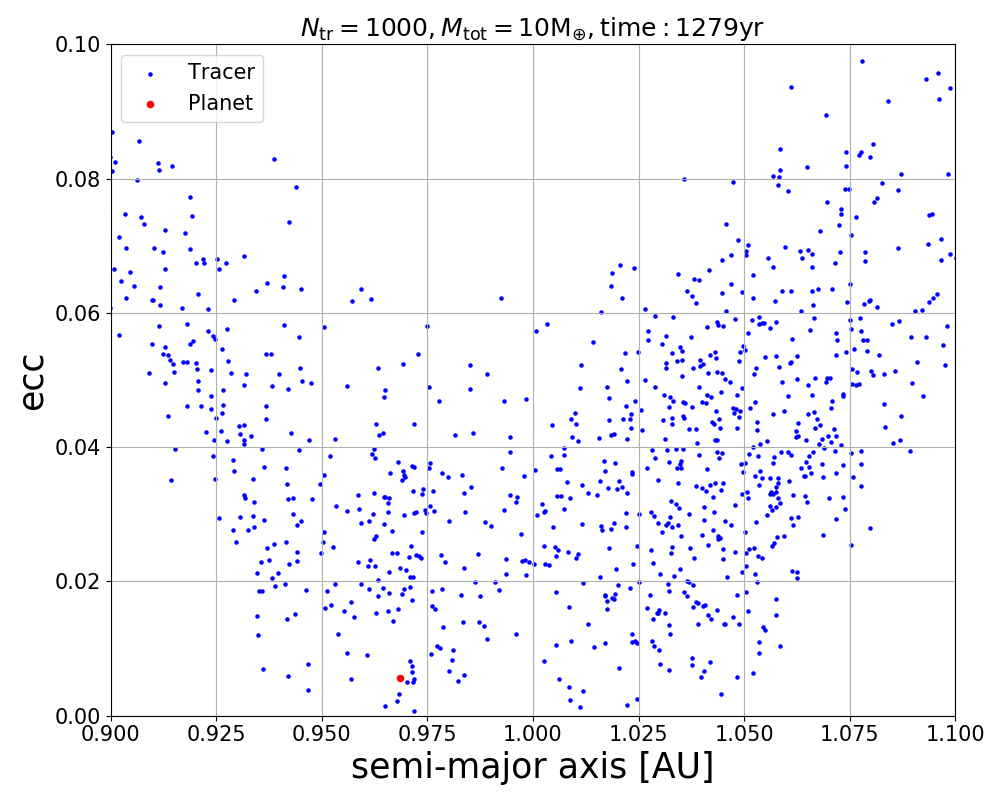 N_tr = 1000, M_tot = 10M_⊕, time : 1279yr
Tracer
Planet
0.10
0.08
0.06
0.04
0.02
0.00
ecc
0.900 0.925 0.950 0.975 1.000 1.025 1.050 1.075 1.100
semi-major axis [AU]